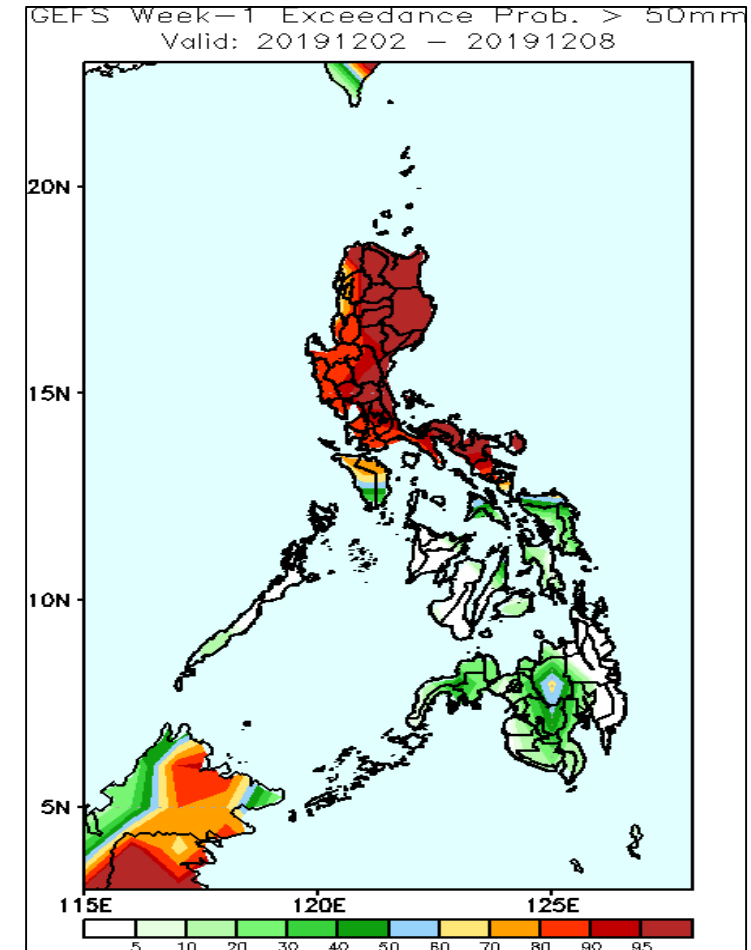 GEFS Week-1 Exceedance Prob. > 50mm
Valid: 20191202 – 20191208
20N
15N
10N
5N
115E 120E 125E
5 10 20 30 40 50 60 70 80 90 95